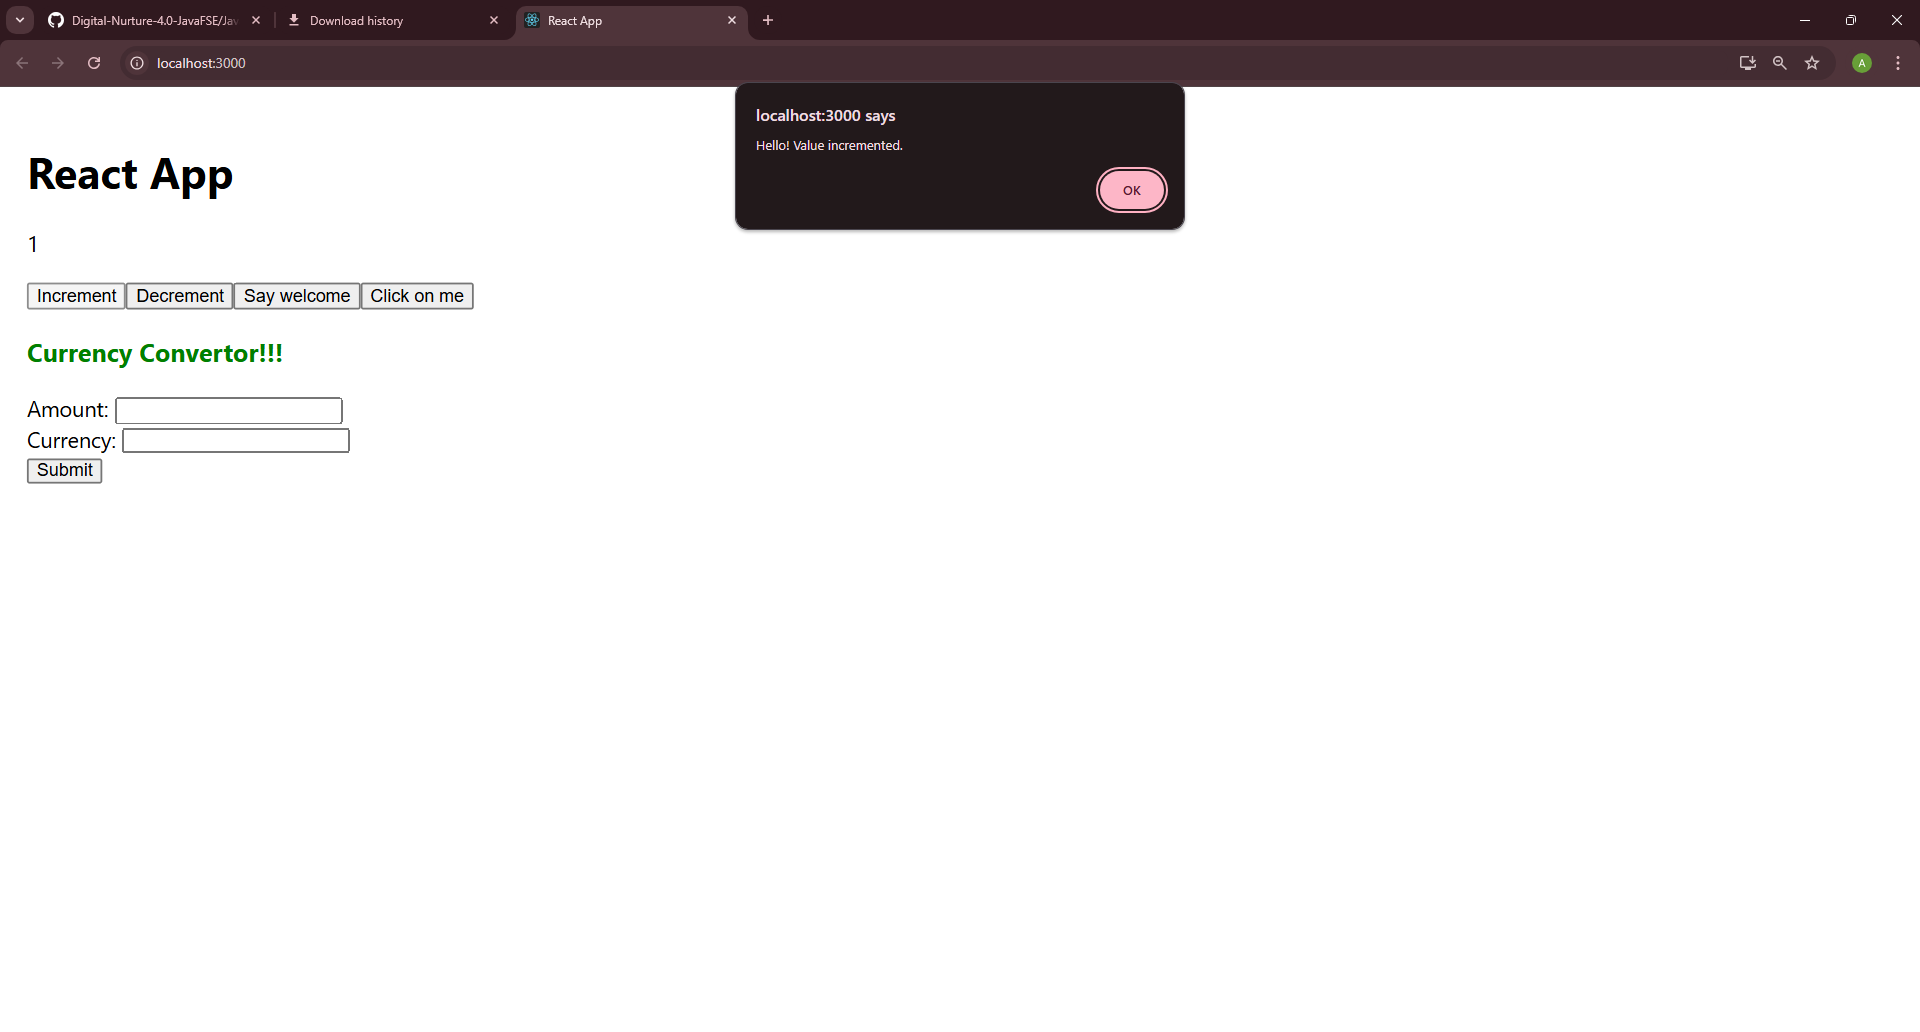 Digital-Nurture-4.0-JavaFSE/Jav
Download history
React App
localhost:3000
A
localhost:3000 says
Hello! Value incremented.
OK
React App
1
Increment Decrement Say welcome Click on me
Currency Convertor!!!
Amount:
Currency:
Submit